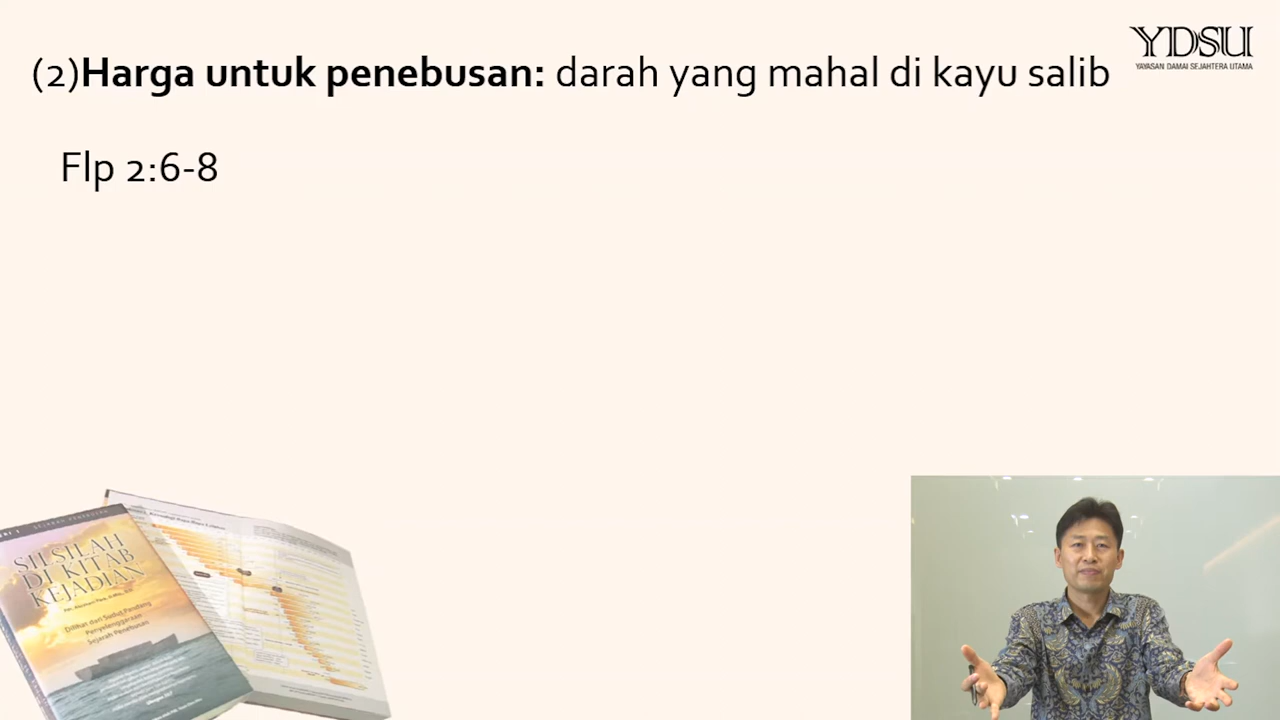 (2)Harga untuk penebusan: darah yang mahal di kayu salib
YDSU
YAYASAN DAMAI SEJAHTERA UTAMA
Flp 2:6-8
SILSILAH
DI KITAB
KEJADIAN
Dilihat dari Sudut Pandang
Penyelenggaraan
Sejarah Penebusan